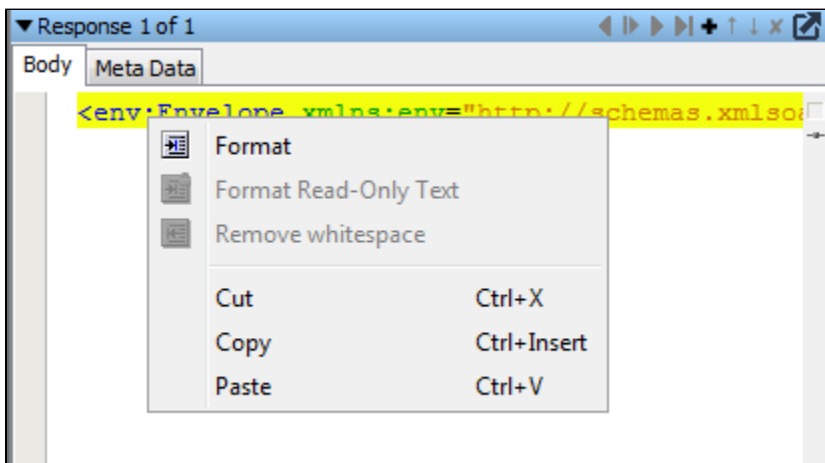 Response 1 of 1
Body Meta Data
<env:Envelope xmlns:env="http://schemas.xmlsoa
Format
Format Read-Only Text
Remove whitespace
Cut Ctrl+X
Copy Ctrl+Insert
Paste Ctrl+V